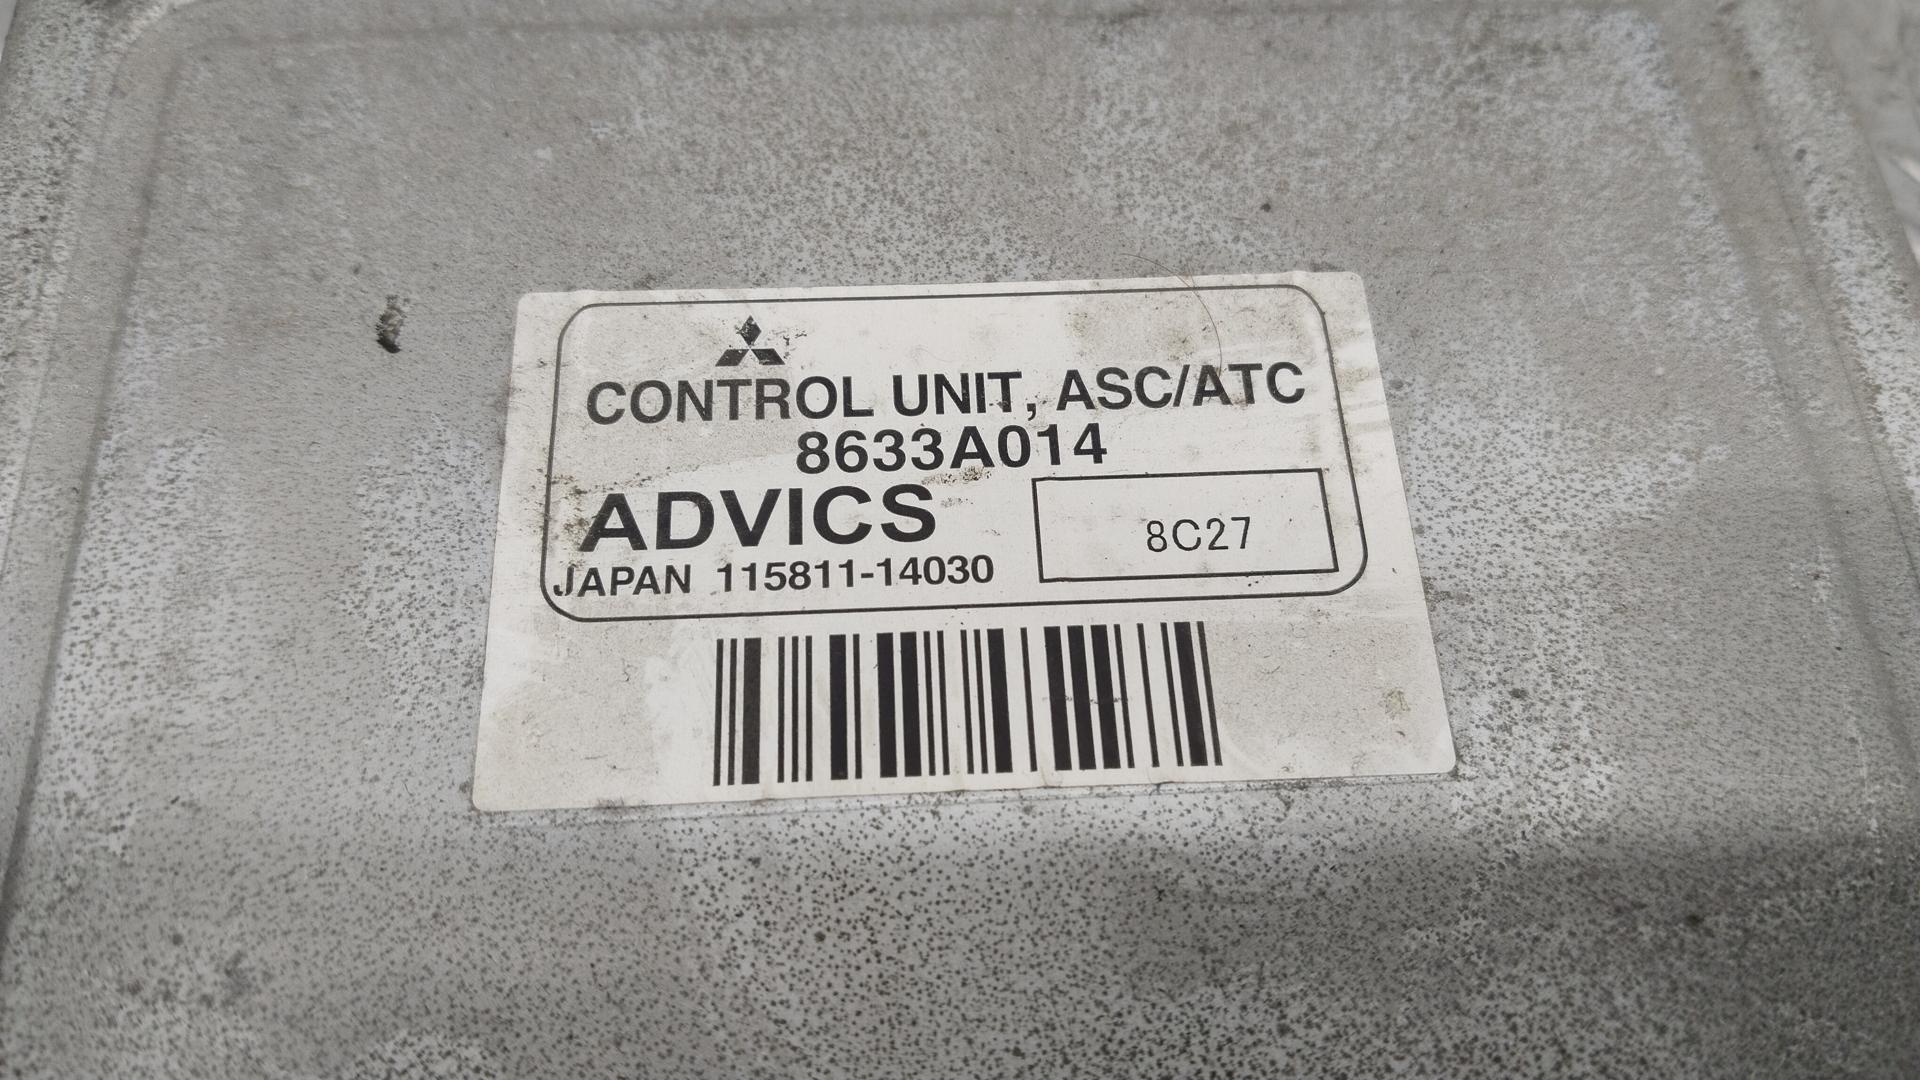 CONTROL UNIT, ASC/ATC
8633A014
ADVICS
8C27
JAPAN 115811-14030